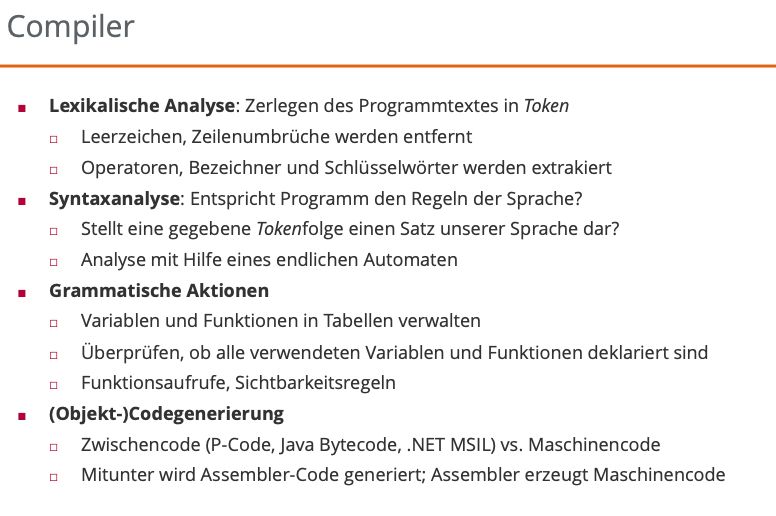 Compiler
Lexikalische Analyse: Zerlegen des Programmtextes in Token
Leerzeichen, Zeilenumbrüche werden entfernt
Operatoren, Bezeichner und Schlüsselwörter werden extrakiert
Syntaxanalyse: Entspricht Programm den Regeln der Sprache?
Stellt eine gegebene Tokenfolge einen Satz unserer Sprache dar?
Analyse mit Hilfe eines endlichen Automaten
Grammatische Aktionen
Variablen und Funktionen in Tabellen verwalten
Überprüfen, ob alle verwendeten Variablen und Funktionen deklariert sind
Funktionsaufrufe, Sichtbarkeitsregeln
(Objekt-)Codegenerierung
Zwischencode (P-Code, Java Bytecode, .NET MSIL) vs. Maschinencode
Mitunter wird Assembler-Code generiert; Assembler erzeugt Maschinencode